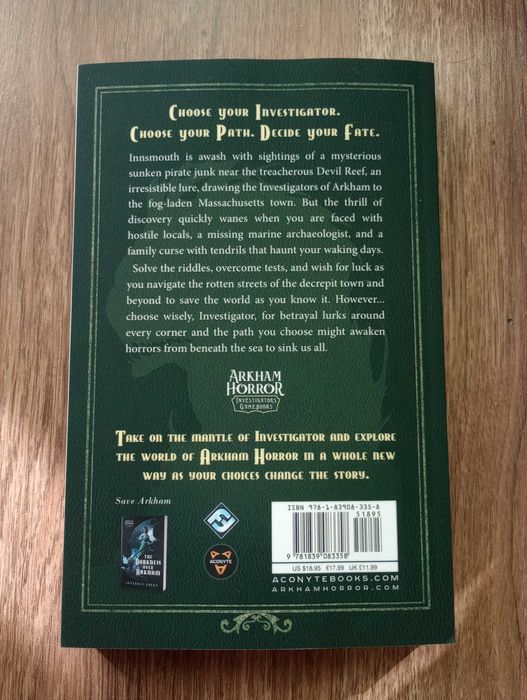 Choose your Investigator.
Choose your Path. Decide your Fate.
Innsmouth is awash with sightings of a mysterious
sunken pirate junk near the treacherous Devil Reef, an
irresistible lure, drawing the Investigators of Arkham to
the fog-laden Massachusetts town. But the thrill of
discovery quickly wanes when you are faced with
hostile locals, a missing marine archaeologist, and a
family curse with tendrils that haunt your waking days.
Solve the riddles, overcome tests, and wish for luck as
you navigate the rotten streets of the decrepit town and
beyond to save the world as you know it. However...
choose wisely, Investigator, for betrayal lurks around
every corner and the path you choose might awaken
horrors from beneath the sea to sink us all.
ARKHAM
HORROR
INVESTIGATORS
GAMEBOOKS
Take on the mantle of Investigator and explore
the world of Arkham Horror in a whole new
way as your choices change the story.
Save Arkham
THE
DARKNESS
OVER
ARKHAM
JONATHAN GREEN
ACONYTE
ISBN 978-1-83908-335-8
51895
9 781839 083358
US $18.95 €17.99 UK £11.99
ACONYTEBOOKS.COM
ARKHAMHORROR.COM